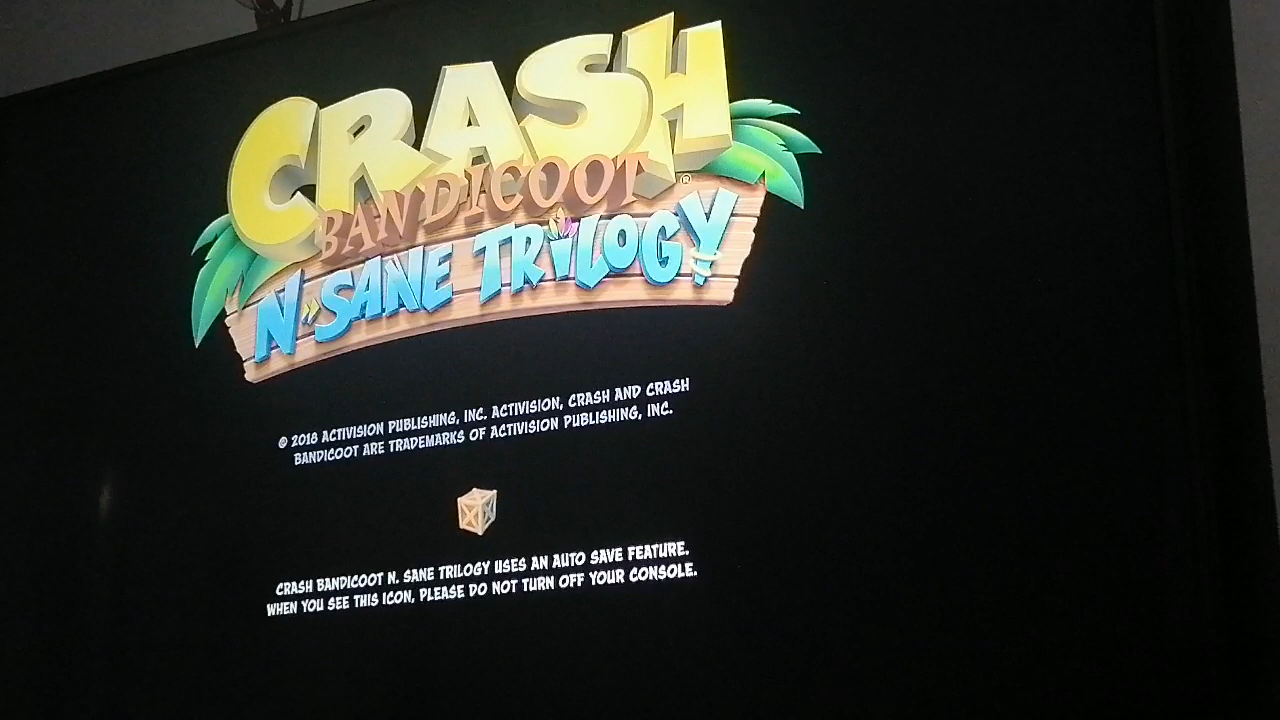 CRASH
BANDICOOT ®
N•SANE TRILOGY
© 2018 ACTIVISION PUBLISHING, INC. ACTIVISION, CRASH AND CRASH
BANDICOOT ARE TRADEMARKS OF ACTIVISION PUBLISHING, INC.
CRASH BANDICOOT N. SANE TRILOGY USES AN AUTO SAVE FEATURE.
WHEN YOU SEE THIS ICON, PLEASE DO NOT TURN OFF YOUR CONSOLE.